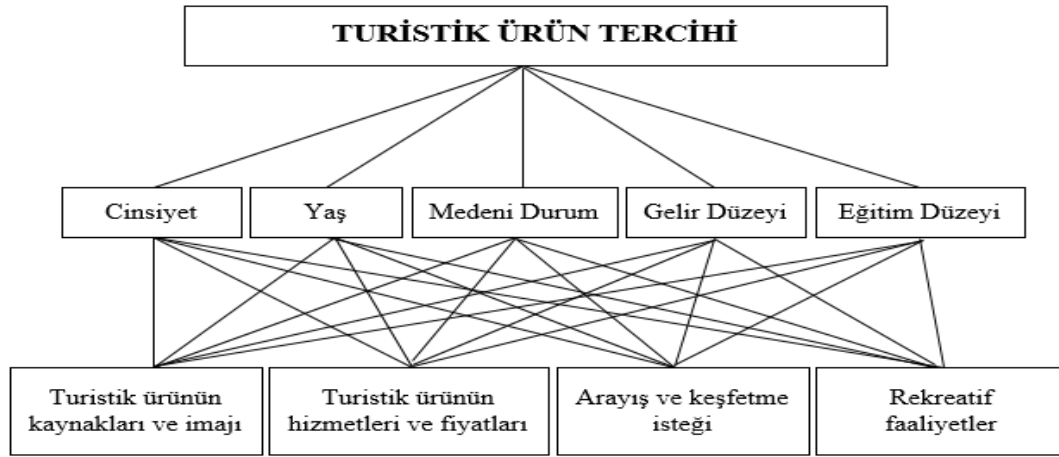 TURİSTİK ÜRÜN TERCİHİ
Cinsiyet
Yaş
Medeni Durum
Gelir Düzeyi
Eğitim Düzeyi
Turistik ürünün
kaynakları ve imajı
Turistik ürünün
hizmetleri ve fiyatları
Arayış ve keşfetme
isteği
Rekreatif
faaliyetler